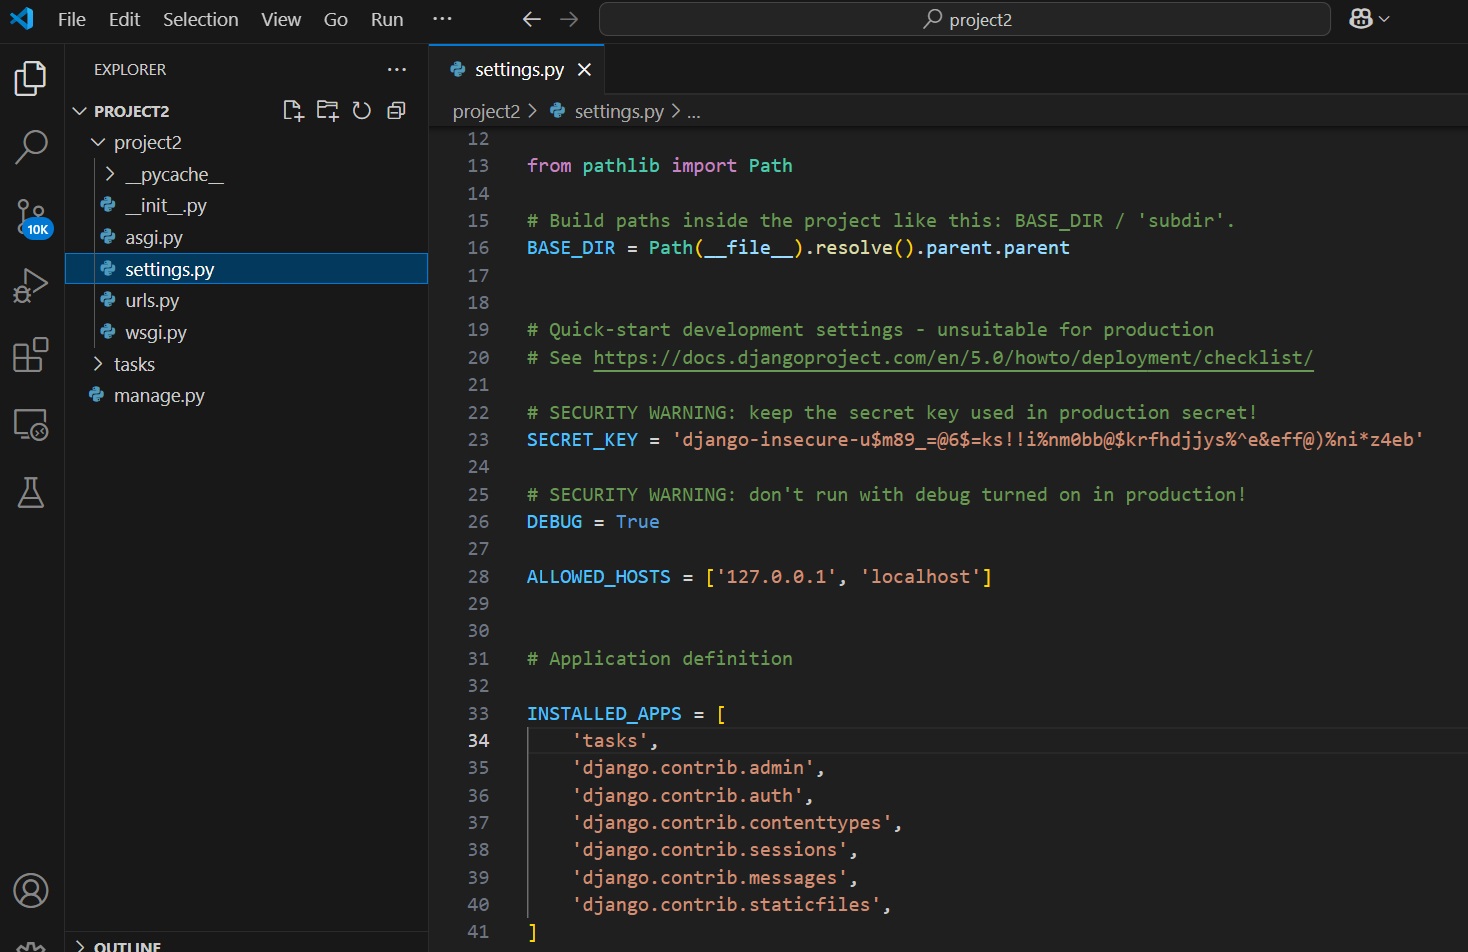 File Edit Selection View Go Run ···
project2
EXPLORER
PROJECT2
project2
__pycache__
__init__.py
asgi.py
settings.py
urls.py
wsgi.py
tasks
manage.py
OUTLINE
10K
settings.py
project2 > settings.py > ...
12
13 from pathlib import Path
14
15 # Build paths inside the project like this: BASE_DIR / 'subdir'.
16 BASE_DIR = Path(__file__).resolve().parent.parent
17
18
19 # Quick-start development settings - unsuitable for production
20 # See https://docs.djangoproject.com/en/5.0/howto/deployment/checklist/
21
22 # SECURITY WARNING: keep the secret key used in production secret!
23 SECRET_KEY = 'django-insecure-u$m89_=@6$=ks!!i%nm0bb@$krfhdjjys%^e&eff@)%ni*z4eb'
24
25 # SECURITY WARNING: don't run with debug turned on in production!
26 DEBUG = True
27
28 ALLOWED_HOSTS = ['127.0.0.1', 'localhost']
29
30
31 # Application definition
32
33 INSTALLED_APPS = [
34     'tasks',
35     'django.contrib.admin',
36     'django.contrib.auth',
37     'django.contrib.contenttypes',
38     'django.contrib.sessions',
39     'django.contrib.messages',
40     'django.contrib.staticfiles',
41 ]